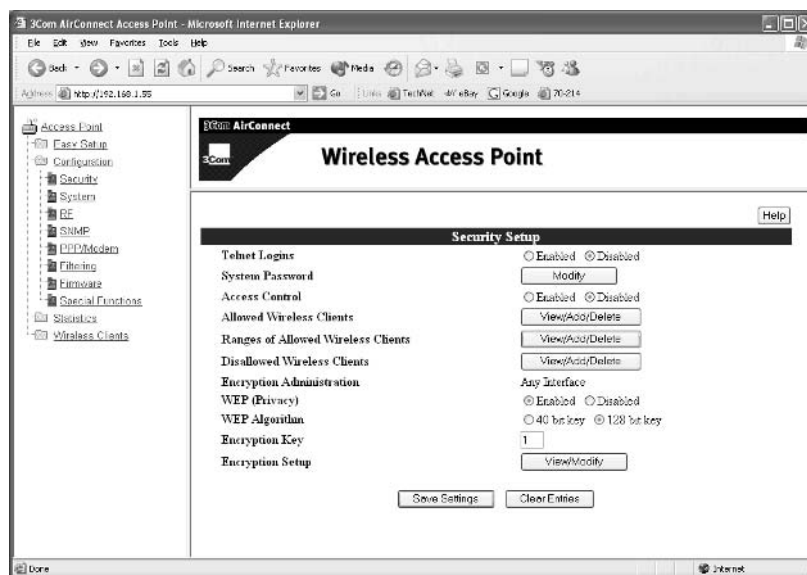 3Com AirConnect Access Point - Microsoft Internet Explorer
File Edit View Favorites Tools Help
Back Search Favorites Media
Address http://192.168.1.55 Go Links TechNet eBay Google 70-214
Access Point
Easy Setup
Configuration
Security
System
RF
SNMP
PPP/Modem
Filtering
Firmware
Special Functions
Statistics
Wireless Clients
3Com AirConnect
3Com Wireless Access Point
Help
Security Setup
Telnet Logins Enabled Disabled
System Password Modify
Access Control Enabled Disabled
Allowed Wireless Clients View/Add/Delete
Ranges of Allowed Wireless Clients View/Add/Delete
Disallowed Wireless Clients View/Add/Delete
Encryption Administration Any Interface
WEP (Privacy) Enabled Disabled
WEP Algorithm 40 bit key 128 bit key
Encryption Key 1
Encryption Setup View/Modify
Save Settings Clear Entries
Done Internet